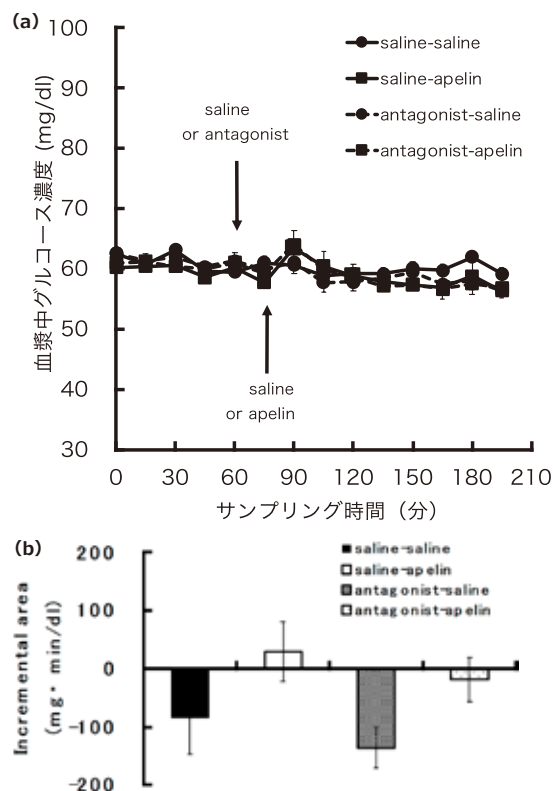 (a)
100
90
80
70
60
50
40
30
血漿中グルコース濃度 (mg/dl)
saline-saline
saline-apelin
antagonist-saline
antagonist-apelin
saline
or antagonist
saline
or apelin
0 30 60 90 120 150 180 210
サンプリング時間（分）
(b)
200
100
0
-100
-200
Incremental area
(mg・min/dl)
saline-saline
saline-apelin
antagonist-saline
antagonist-apelin